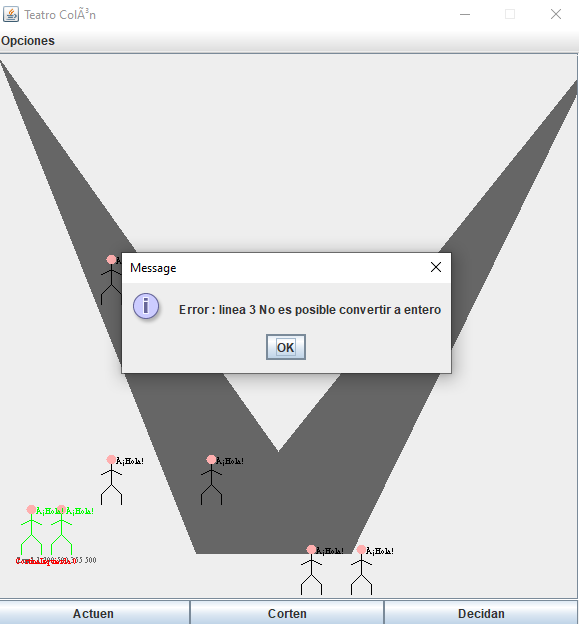 Teatro ColÃ³n
Opciones
Message
Error : linea 3 No es posible convertir a entero
OK
Â¡Hola!
Â¡Hola!
Â¡Hola!
Â¡Hola!
Â¡Hola!
Â¡Hola!
Actuen
Corten
Decidan